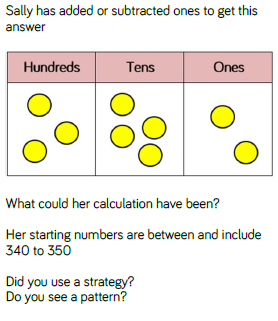 Sally has added or subtracted ones to get this
answer
Hundreds Tens Ones
What could her calculation have been?
Her starting numbers are between and include
340 to 350
Did you use a strategy?
Do you see a pattern?